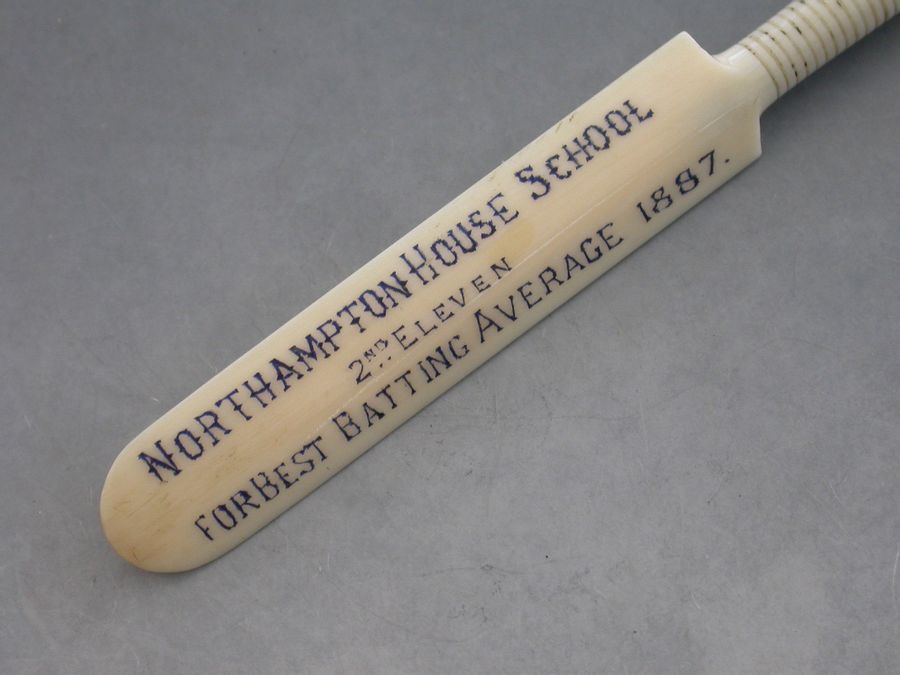 NORTHAMPTON HOUSE SCHOOL
2ND ELEVEN
FOR BEST BATTING AVERAGE 1887.